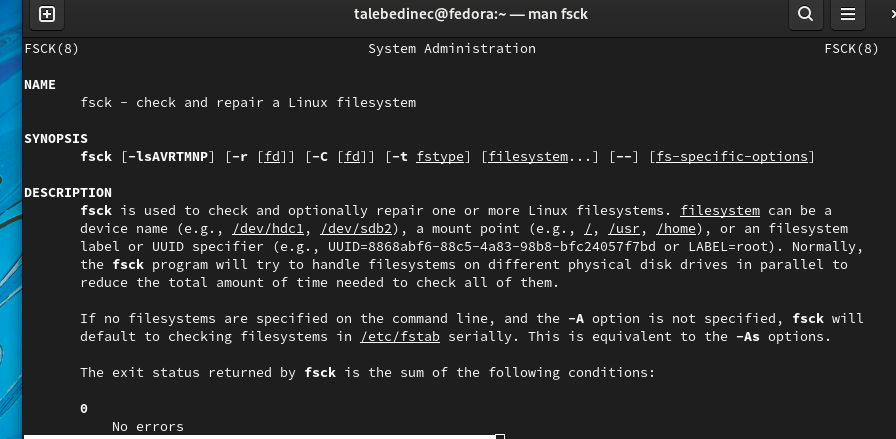 talebedinec@fedora:~ — man fsck
FSCK(8) System Administration FSCK(8)
NAME
fsck - check and repair a Linux filesystem
SYNOPSIS
fsck [-lsAVRTMNP] [-r [fd]] [-C [fd]] [-t fstype] [filesystem...] [--] [fs-specific-options]
DESCRIPTION
fsck is used to check and optionally repair one or more Linux filesystems. filesystem can be a
device name (e.g., /dev/hdc1, /dev/sdb2), a mount point (e.g., /, /usr, /home), or an filesystem
label or UUID specifier (e.g., UUID=8868abf6-88c5-4a83-98b8-bfc24057f7bd or LABEL=root). Normally,
the fsck program will try to handle filesystems on different physical disk drives in parallel to
reduce the total amount of time needed to check all of them.
If no filesystems are specified on the command line, and the -A option is not specified, fsck will
default to checking filesystems in /etc/fstab serially. This is equivalent to the -As options.
The exit status returned by fsck is the sum of the following conditions:
0
No errors